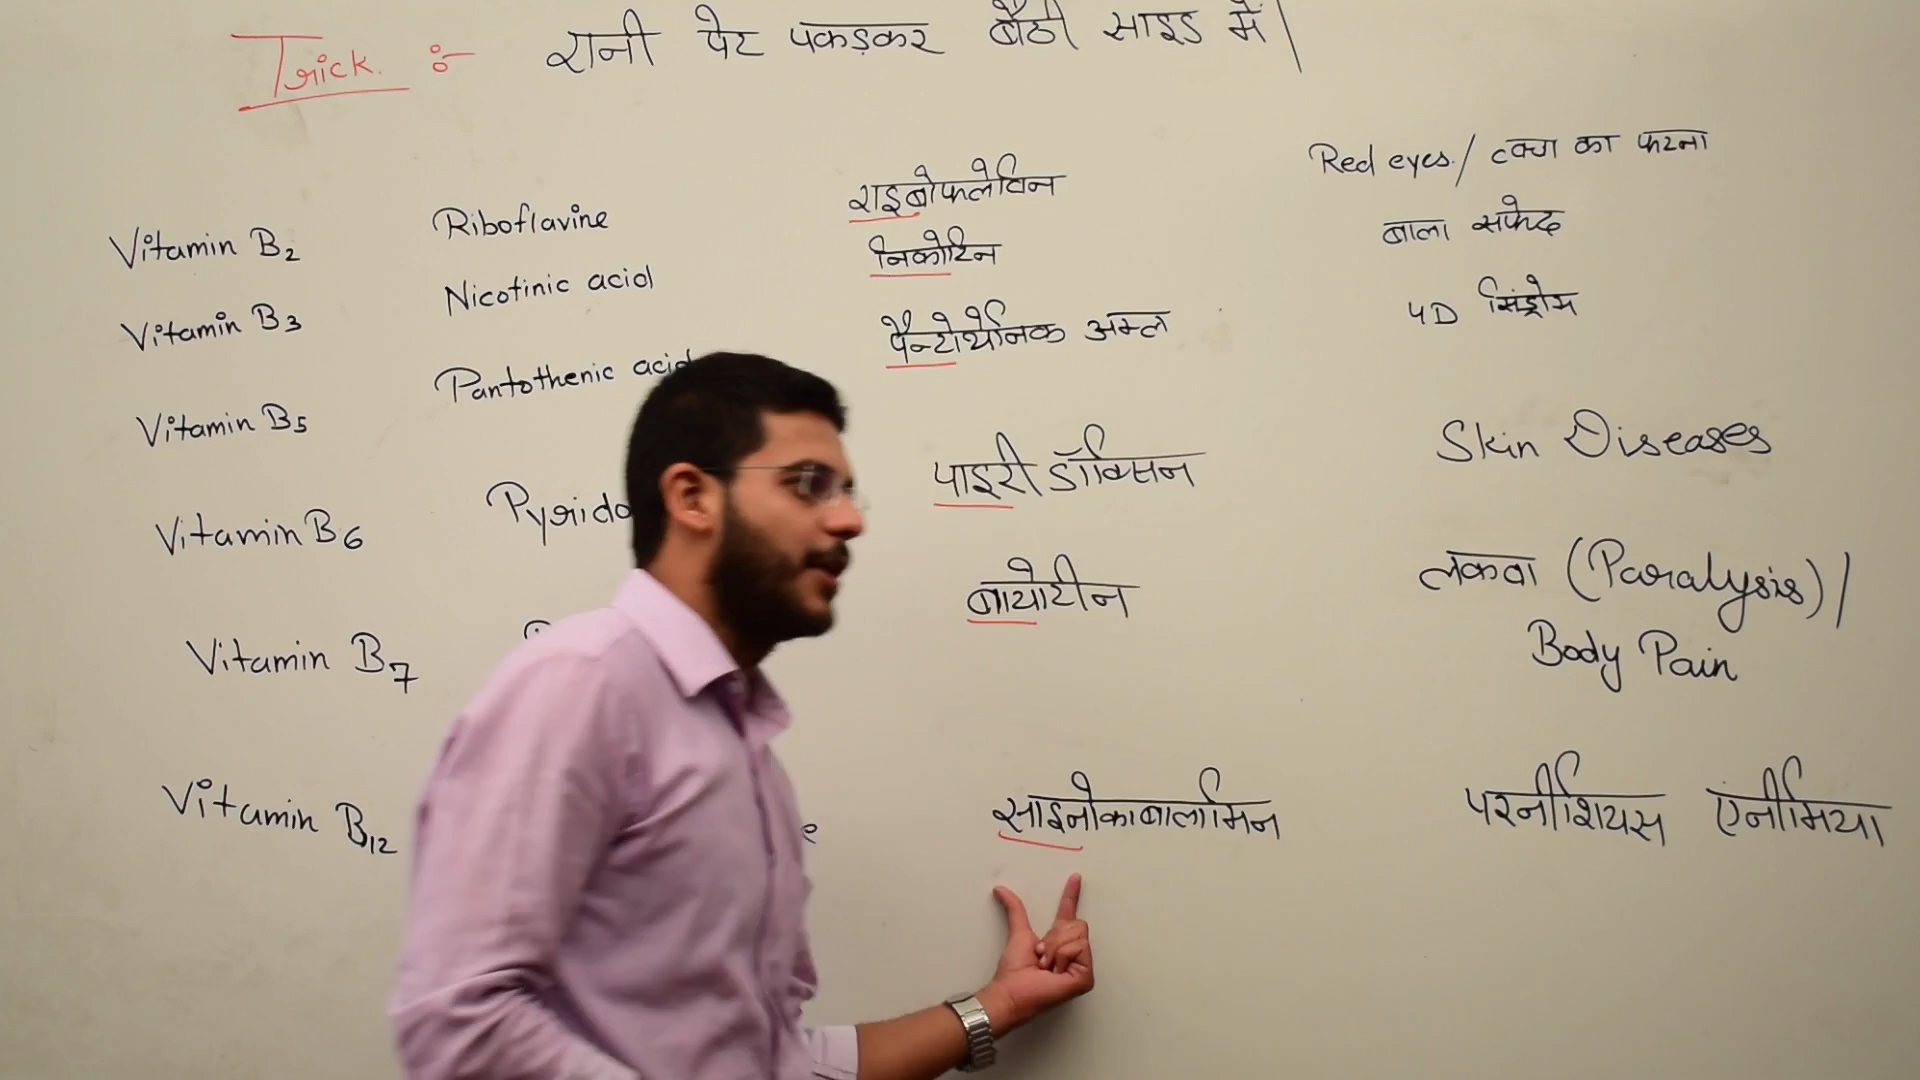 Trick :- रानी पेट पकड़कर बैठी साइड में|
Vitamin B2 Riboflavine राइबोफ्लेविन Red eyes / त्वचा का फटना
Vitamin B3 Nicotinic acid निकोटिन बाला सफेद
Vitamin B5 Pantothenic acid पैन्टोथेनिक अम्ल 4D सिंड्रोम
Vitamin B6 Pyrido पाइरीडॉक्सिन Skin Diseases
Vitamin B7 बायोटीन लकवा (Paralysis) /
Body Pain
Vitamin B12 साइनोकाबालामिन परनीशियस एनीमिया